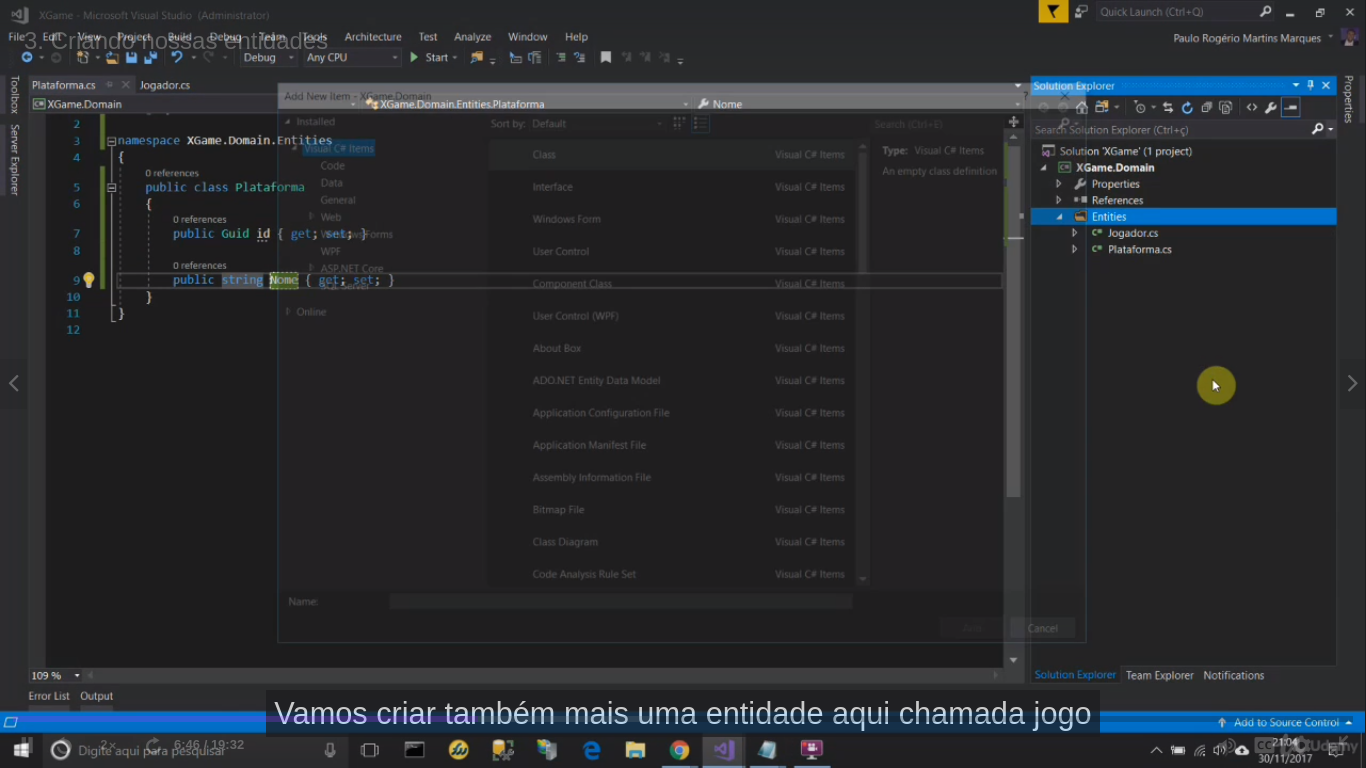 XGame - Microsoft Visual Studio (Administrator)
Quick Launch (Ctrl+Q)
3. Criando nossas entidades
File Edit View Project Build Debug Team Tools Architecture Test Analyze Window Help
Paulo Rogério Martins Marques
Debug Any CPU Start
Toolbox
Server Explorer
Plataforma.cs Jogador.cs
XGame.Domain XGame.Domain.Entities.Plataforma Nome
2
3 namespace XGame.Domain.Entities
4 {
0 references
5 public class Plataforma
6 {
0 references
7 public Guid id { get; set; }
8
0 references
9 public string Nome { get; set; }
10 }
11 }
12
Add New Item - XGame.Domain
Installed
Visual C# Items
Code
Data
General
Web
Windows Forms
WPF
ASP.NET Core
SQL Server
Online
Sort by: Default
Search (Ctrl+E)
Class Visual C# Items
Interface Visual C# Items
Windows Form Visual C# Items
User Control Visual C# Items
Component Class Visual C# Items
User Control (WPF) Visual C# Items
About Box Visual C# Items
ADO.NET Entity Data Model Visual C# Items
Application Configuration File Visual C# Items
Application Manifest File Visual C# Items
Assembly Information File Visual C# Items
Bitmap File Visual C# Items
Class Diagram Visual C# Items
Code Analysis Rule Set Visual C# Items
Type: Visual C# Items
An empty class definition
Name:
Cancel
Solution Explorer
Search Solution Explorer (Ctrl+ç)
Solution 'XGame' (1 project)
XGame.Domain
Properties
References
Entities
Jogador.cs
Plataforma.cs
Properties
109 %
Solution Explorer Team Explorer Notifications
Error List Output
Vamos criar também mais uma entidade aqui chamada jogo
Add to Source Control
Digite aqui para pesquisar
2x 6:46 / 19:32
21:04
30/11/2017
Udemy